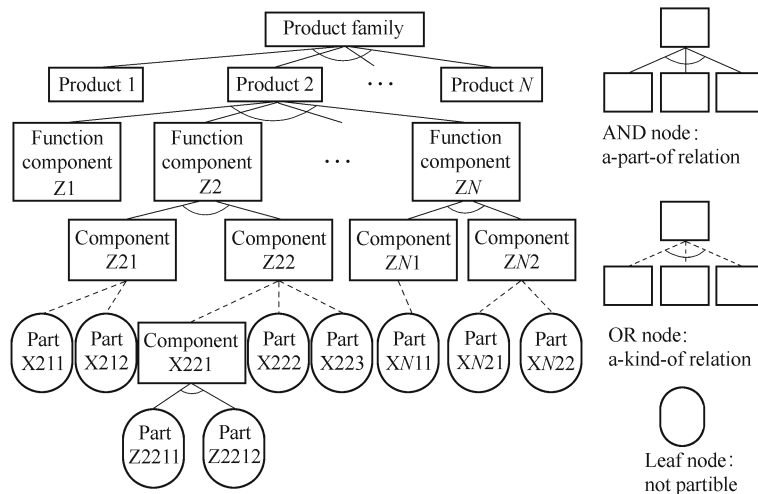 Product family
Product 1
Product 2
...
Product N
Function
component
Z1
Function
component
Z2
...
Function
component
ZN
Component
Z21
Component
Z22
Component
ZN1
Component
ZN2
Part
X211
Part
X212
Component
X221
Part
X222
Part
X223
Part
XN11
Part
XN21
Part
XN22
Part
Z2211
Part
Z2212
AND node:
a-part-of relation
OR node:
a-kind-of relation
Leaf node:
not partible